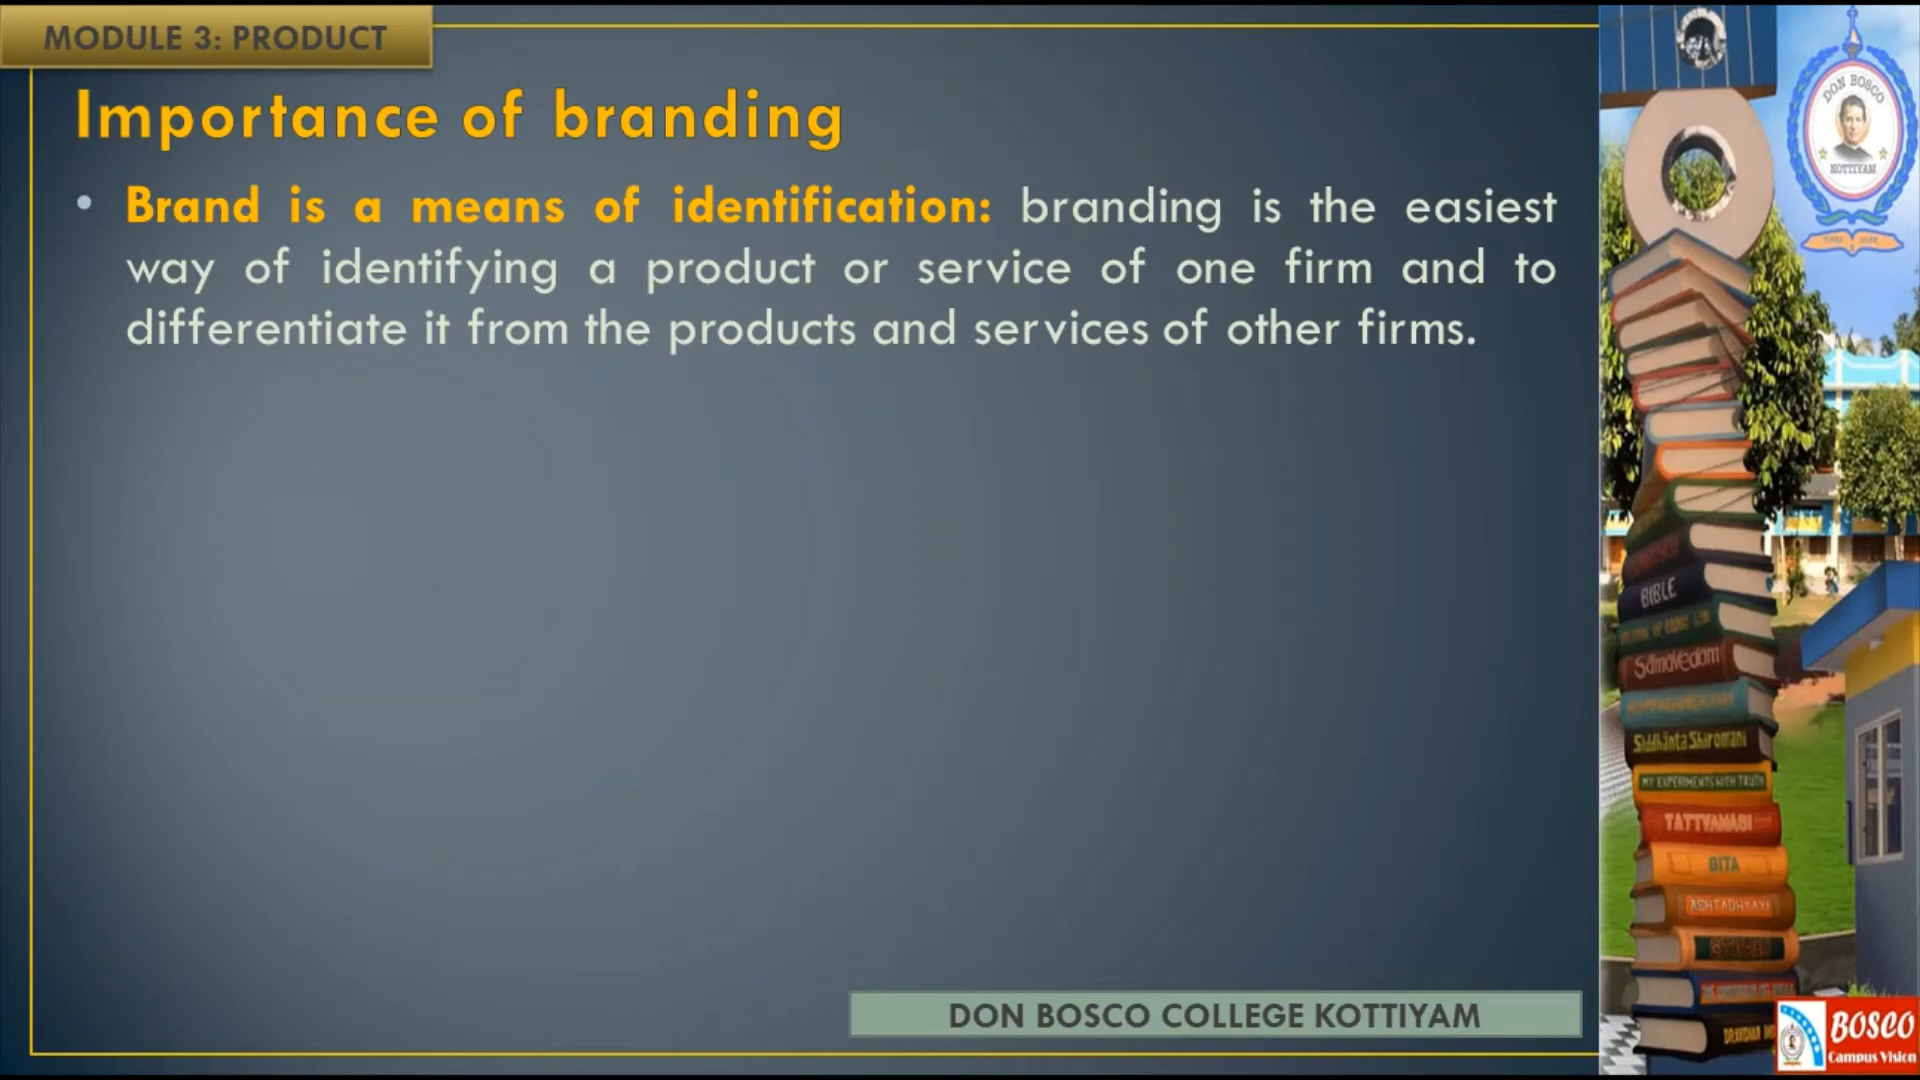 MODULE 3: PRODUCT
Importance of branding
• Brand is a means of identification: branding is the easiest
way of identifying a product or service of one firm and to
differentiate it from the products and services of other firms.
DON BOSCO COLLEGE KOTTIYAM
DON BOSCO
KOTTIYAM
BIBLE
Samavedam
Siddhanta Shiromani
MY EXPERIMENTS WITH TRUTH
TATTVAMASI
GITA
ASHTADHYAYI
BOSCO
Campus Vision